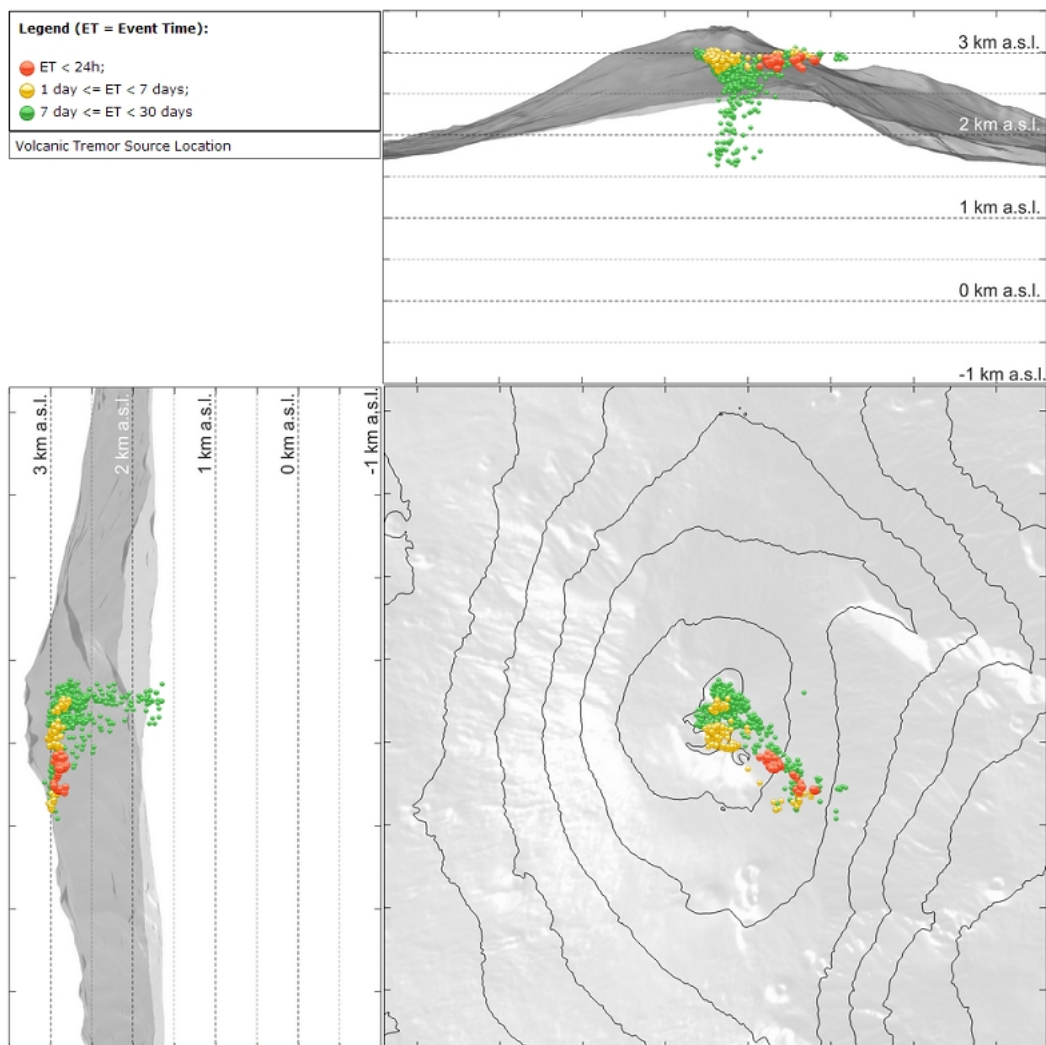 Legend (ET = Event Time):
ET < 24h;
1 day <= ET < 7 days;
7 day <= ET < 30 days
Volcanic Tremor Source Location
3 km a.s.l.
2 km a.s.l.
1 km a.s.l.
0 km a.s.l.
-1 km a.s.l.
3 km a.s.l.
2 km a.s.l.
1 km a.s.l.
0 km a.s.l.
-1 km a.s.l.